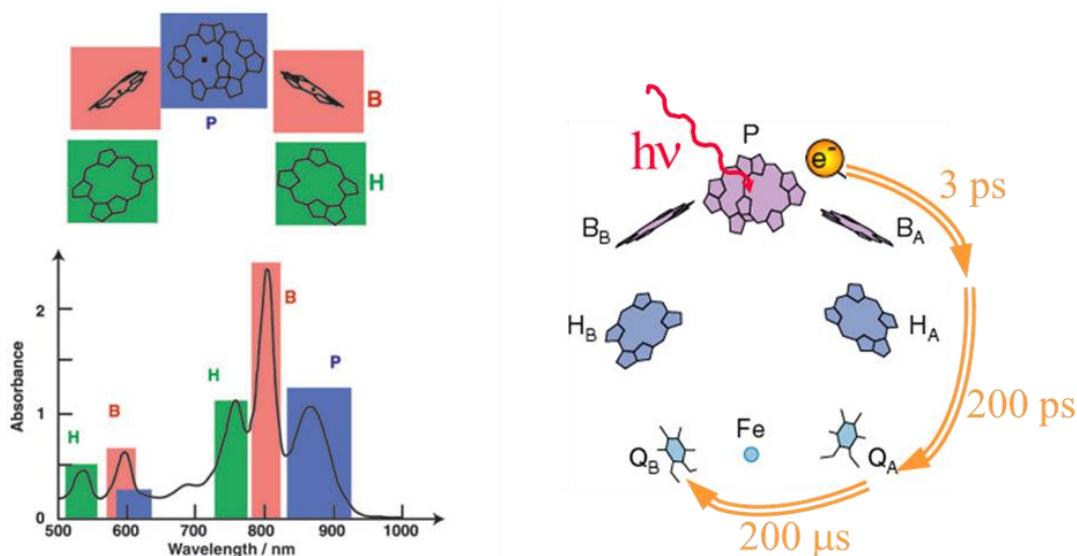 B
P
H
2
1
0
Absorbance
H
B
H
B
P
500 600 700 800 900 1000
Wavelength / nm
hν
P
e-
3 ps
B_B
B_A
H_B
H_A
200 ps
Fe
Q_B
Q_A
200 μs